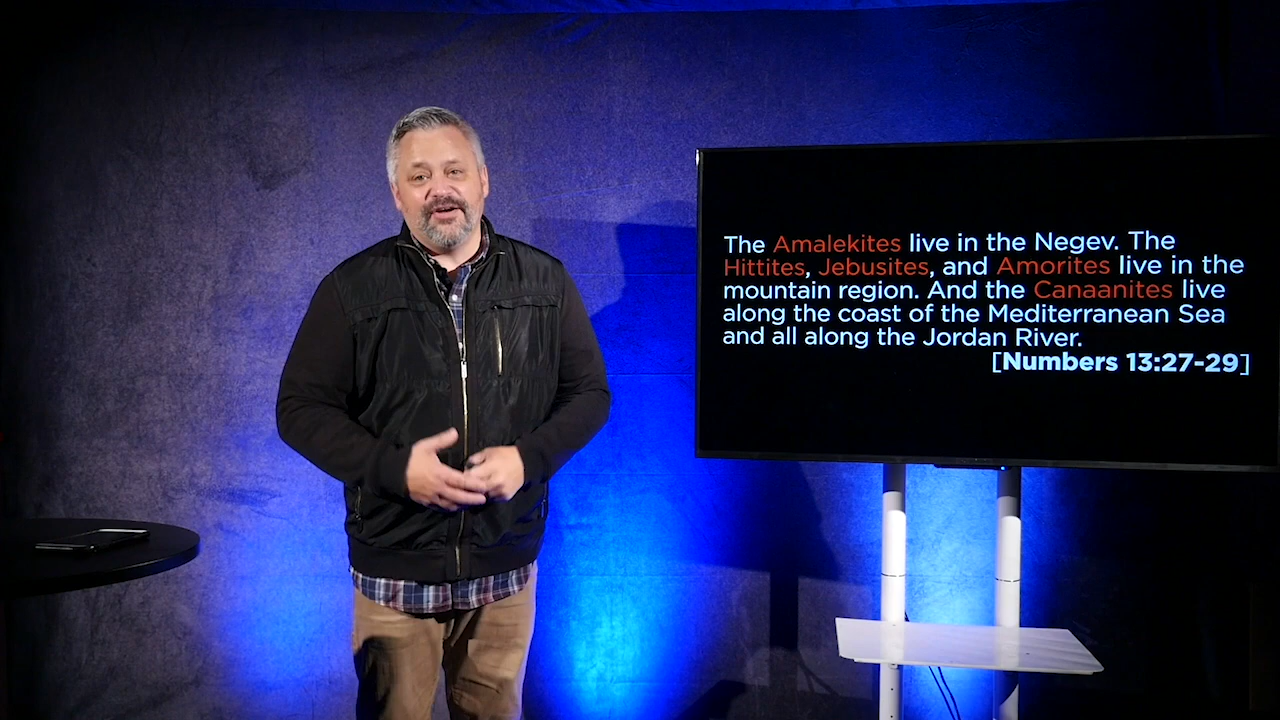 The Amalekites live in the Negev. The
Hittites, Jebusites, and Amorites live in the
mountain region. And the Canaanites live
along the coast of the Mediterranean Sea
and all along the Jordan River.
[Numbers 13:27-29]